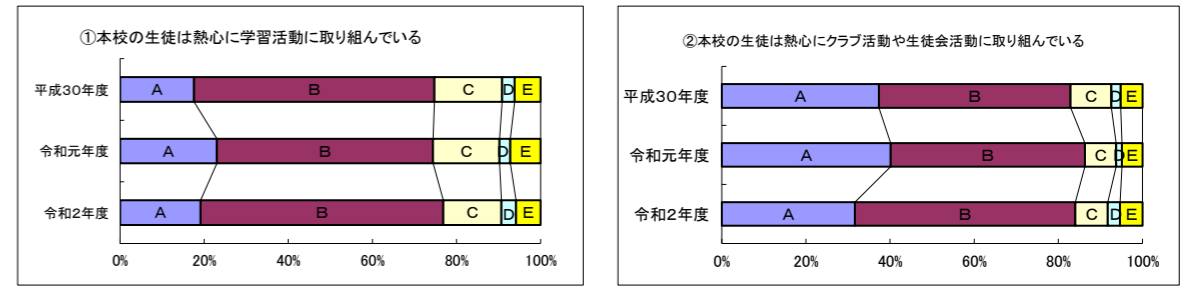 ①本校の生徒は熱心に学習活動に取り組んでいる
平成30年度
A B C D E
令和元年度
A B C D E
令和2年度
A B C D E
0% 20% 40% 60% 80% 100%
②本校の生徒は熱心にクラブ活動や生徒会活動に取り組んでいる
平成30年度
A B C D E
令和元年度
A B C D E
令和2年度
A B C D E
0% 20% 40% 60% 80% 100%